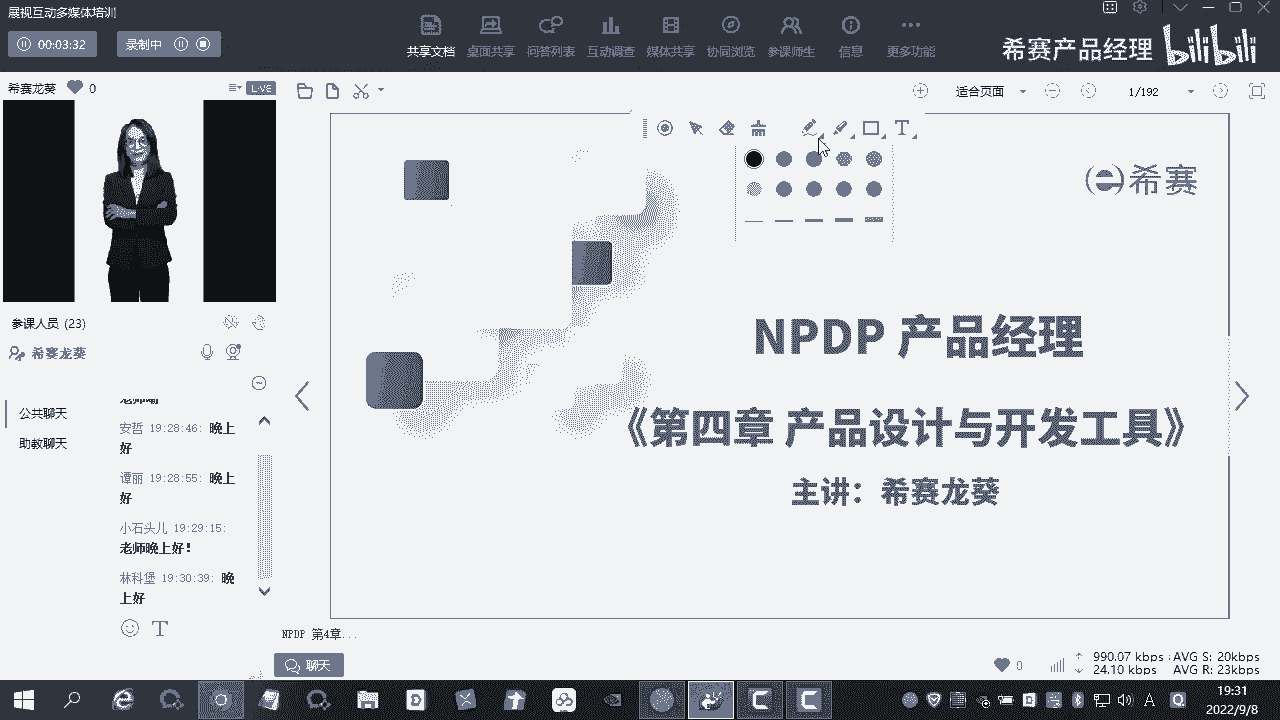 展视互动多媒体培训
00:03:32
录制中
共享文档
桌面共享
问答列表
互动调查
媒体共享
协同浏览
参课师生
信息
更多功能
希赛产品经理
bilibili
希赛龙葵
0
LIVE
适合页面
1/192
T
希赛
参课人员 (23)
希赛龙葵
公共聊天
助教聊天
安哲 19:28:46: 晚上
好
谭丽 19:28:55: 晚上
好
小石头儿 19:29:15:
老师晚上好!
林科堡 19:30:39: 晚
上好
NPDP 产品经理
《第四章 产品设计与开发工具》
主讲：希赛龙葵
NPDP 第4章...
聊天
0
990.07 kbps
AVG S: 20kbps
24.10 kbps
AVG R: 23kbps
19:31
2022/9/8